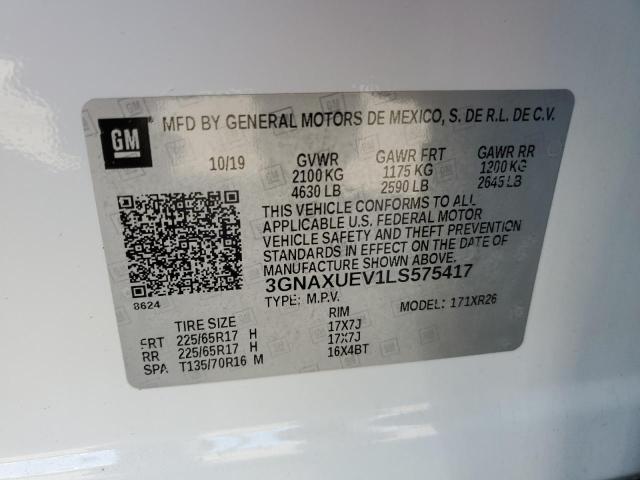 GM
MFD BY GENERAL MOTORS DE MEXICO, S. DE R.L. DE C.V.
10/19 GVWR GAWR FRT GAWR RR
2100 KG 1175 KG 1200 KG
4630 LB 2590 LB 2645 LB
THIS VEHICLE CONFORMS TO ALL
APPLICABLE U.S. FEDERAL MOTOR
VEHICLE SAFETY AND THEFT PREVENTION
STANDARDS IN EFFECT ON THE DATE OF
MANUFACTURE SHOWN ABOVE.
3GNAXUEV1LS575417
8624 TYPE: M.P.V. MODEL: 171XR26
TIRE SIZE RIM
FRT 225/65R17 H 17X7J
RR 225/65R17 H 17X7J
SPA T135/70R16 M 16X4BT